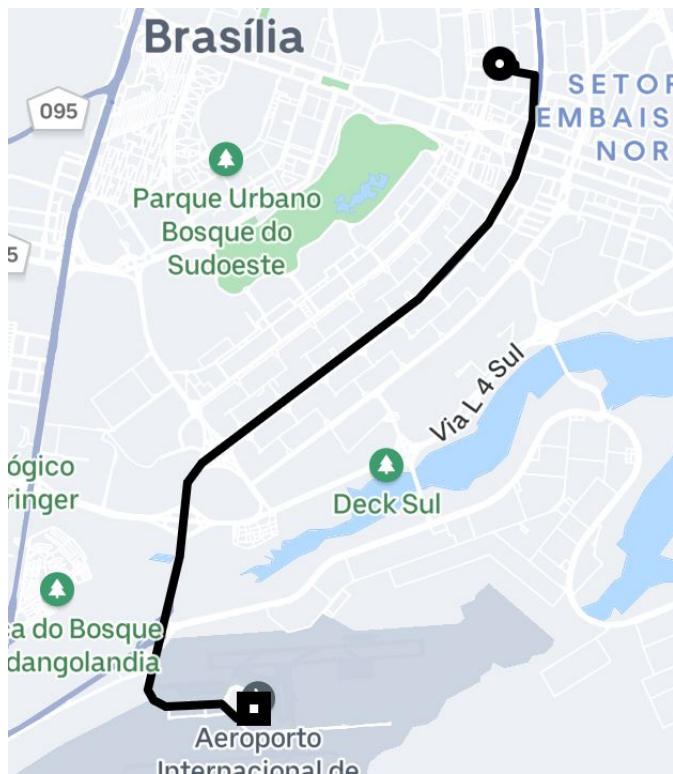 Brasília
095
SETOR
EMBAIS
NOR
Parque Urbano
Bosque do
Sudoeste
5
Via L 4 Sul
ógico
ringer
Deck Sul
ca do Bosque
dangolandia
Aeroporto
Internacional de